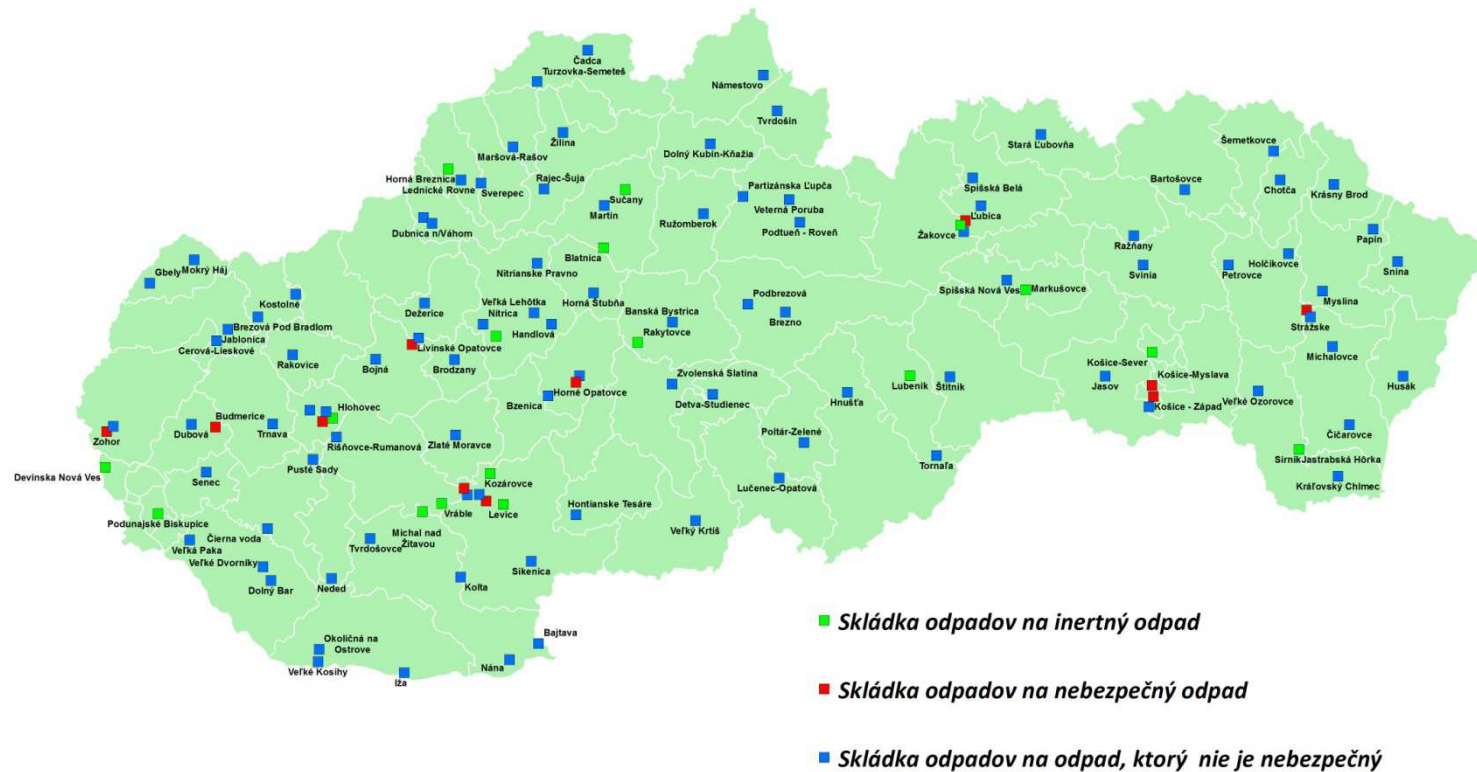 Čadca
Turzovka-Semeteš
Námestovo
Tvrdošín
Žilina
Maršová-Rašov
Dolný Kubín-Kňažia
Stará Ľubovňa
Šemetkovce
Horná Breznica
Lednické Rovne
Sverepec
Rajec-Šuja
Sučany
Martin
Partizánska Ľupča
Veterná Poruba
Podtueň - Roveň
Ružomberok
Spišská Belá
Ľubica
Žakovce
Bartošovce
Chotča
Krásny Brod
Dubnica n/Váhom
Blatnica
Nitrianske Pravno
Ražňany
Svinia
Petrovce
Holčíkovce
Papín
Snina
Gbely
Mokrý Háj
Kostolné
Brezová Pod Bradlom
Jablonica
Cerová-Lieskové
Dežerice
Veľká Lehôtka
Nitrica
Handlová
Horná Štubňa
Banská Bystrica
Rakytovce
Podbrezová
Brezno
Spišská Nová Ves
Markušovce
Myslina
Strážske
Michalovce
Rakovice
Bojná
Livinské Opatovce
Brodzany
Horné Opatovce
Bzenica
Zvolenská Slatina
Detva-Studienec
Hnúšťa
Lubeník
Štítnik
Košice-Sever
Košice-Myslava
Jasov
Košice - Západ
Veľké Ozorovce
Husák
Zohor
Dubová
Budmerice
Trnava
Hlohovec
Rišňovce-Rumanová
Zlaté Moravce
Poltár-Zelené
Tornaľa
Čičarovce
Sirník
Jastrabská Hôrka
Kráľovský Chlmec
Devínska Nová Ves
Senec
Pusté Sady
Kozárovce
Vráble
Levice
Hontianske Tesáre
Lučenec-Opatová
Veľký Krtíš
Podunajské Biskupice
Veľká Paka
Čierna voda
Veľké Dvorníky
Dolný Bar
Neded
Tvrdošovce
Michal nad
Žitavou
Kolta
Sikenica
Okoličná na
Ostrove
Veľké Kosihy
Iža
Nána
Bajtava
Skládka odpadov na inertný odpad
Skládka odpadov na nebezpečný odpad
Skládka odpadov na odpad, ktorý nie je nebezpečný